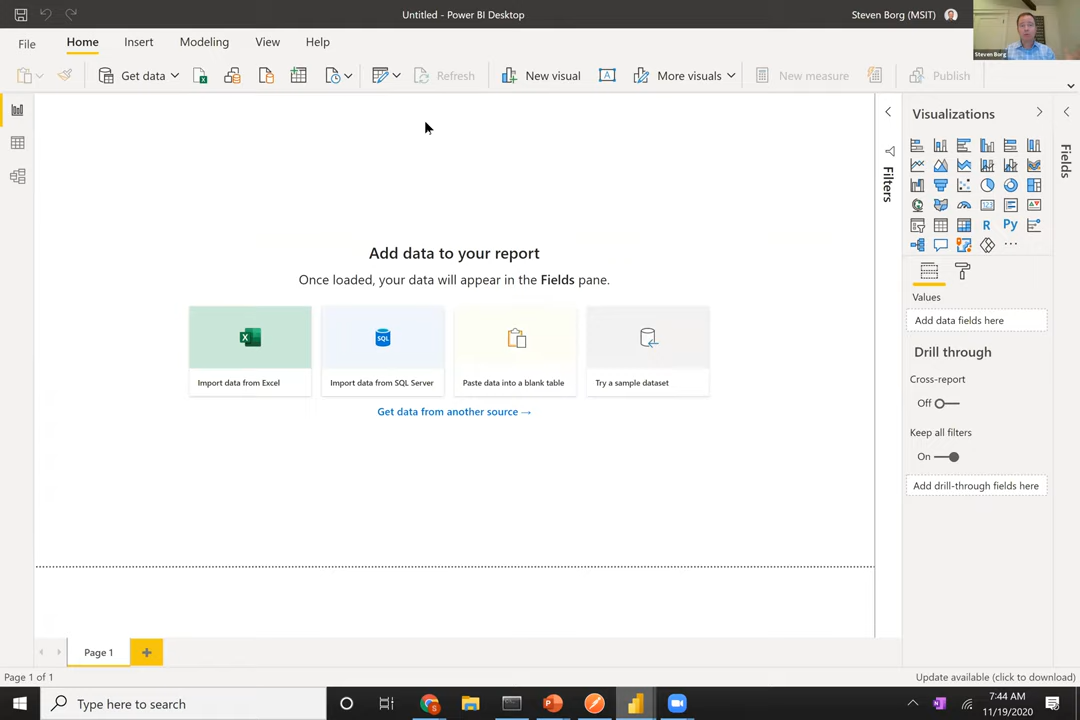 Untitled - Power BI Desktop
Steven Borg (MSIT)
Steven Borg
File
Home
Insert
Modeling
View
Help
Get data
Refresh
New visual
More visuals
New measure
Publish
Filters
Visualizations
Fields
123
R
Py
Values
Add data fields here
Drill through
Cross-report
Off
Keep all filters
On
Add drill-through fields here
Add data to your report
Once loaded, your data will appear in the Fields pane.
X
SQL
Import data from Excel
Import data from SQL Server
Paste data into a blank table
Try a sample dataset
Get data from another source →
Page 1
Page 1 of 1
Update available (click to download)
Type here to search
7:44 AM
11/19/2020